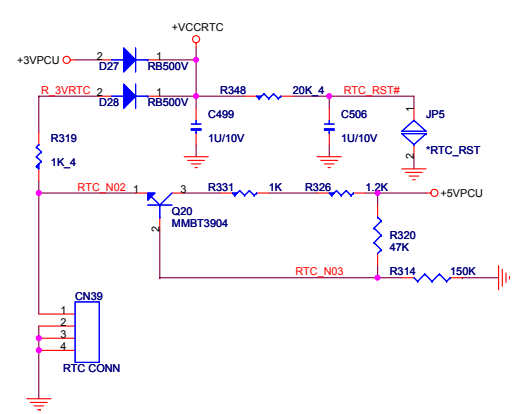 +VCCRTC
+3VPCU 2 D27 1 RB500V
R_3VRTC 2 D28 1 RB500V
R348 20K_4 RTC_RST#
C499 1U/10V
C506 1U/10V
1 JP5 2 *RTC_RST
R319 1K_4
RTC_N02 1 3 R331 1K R326 1.2K +5VPCU
Q20
MMBT3904
2
R320
47K
RTC_N03 R314 150K
CN39
1
2
3
4
RTC CONN